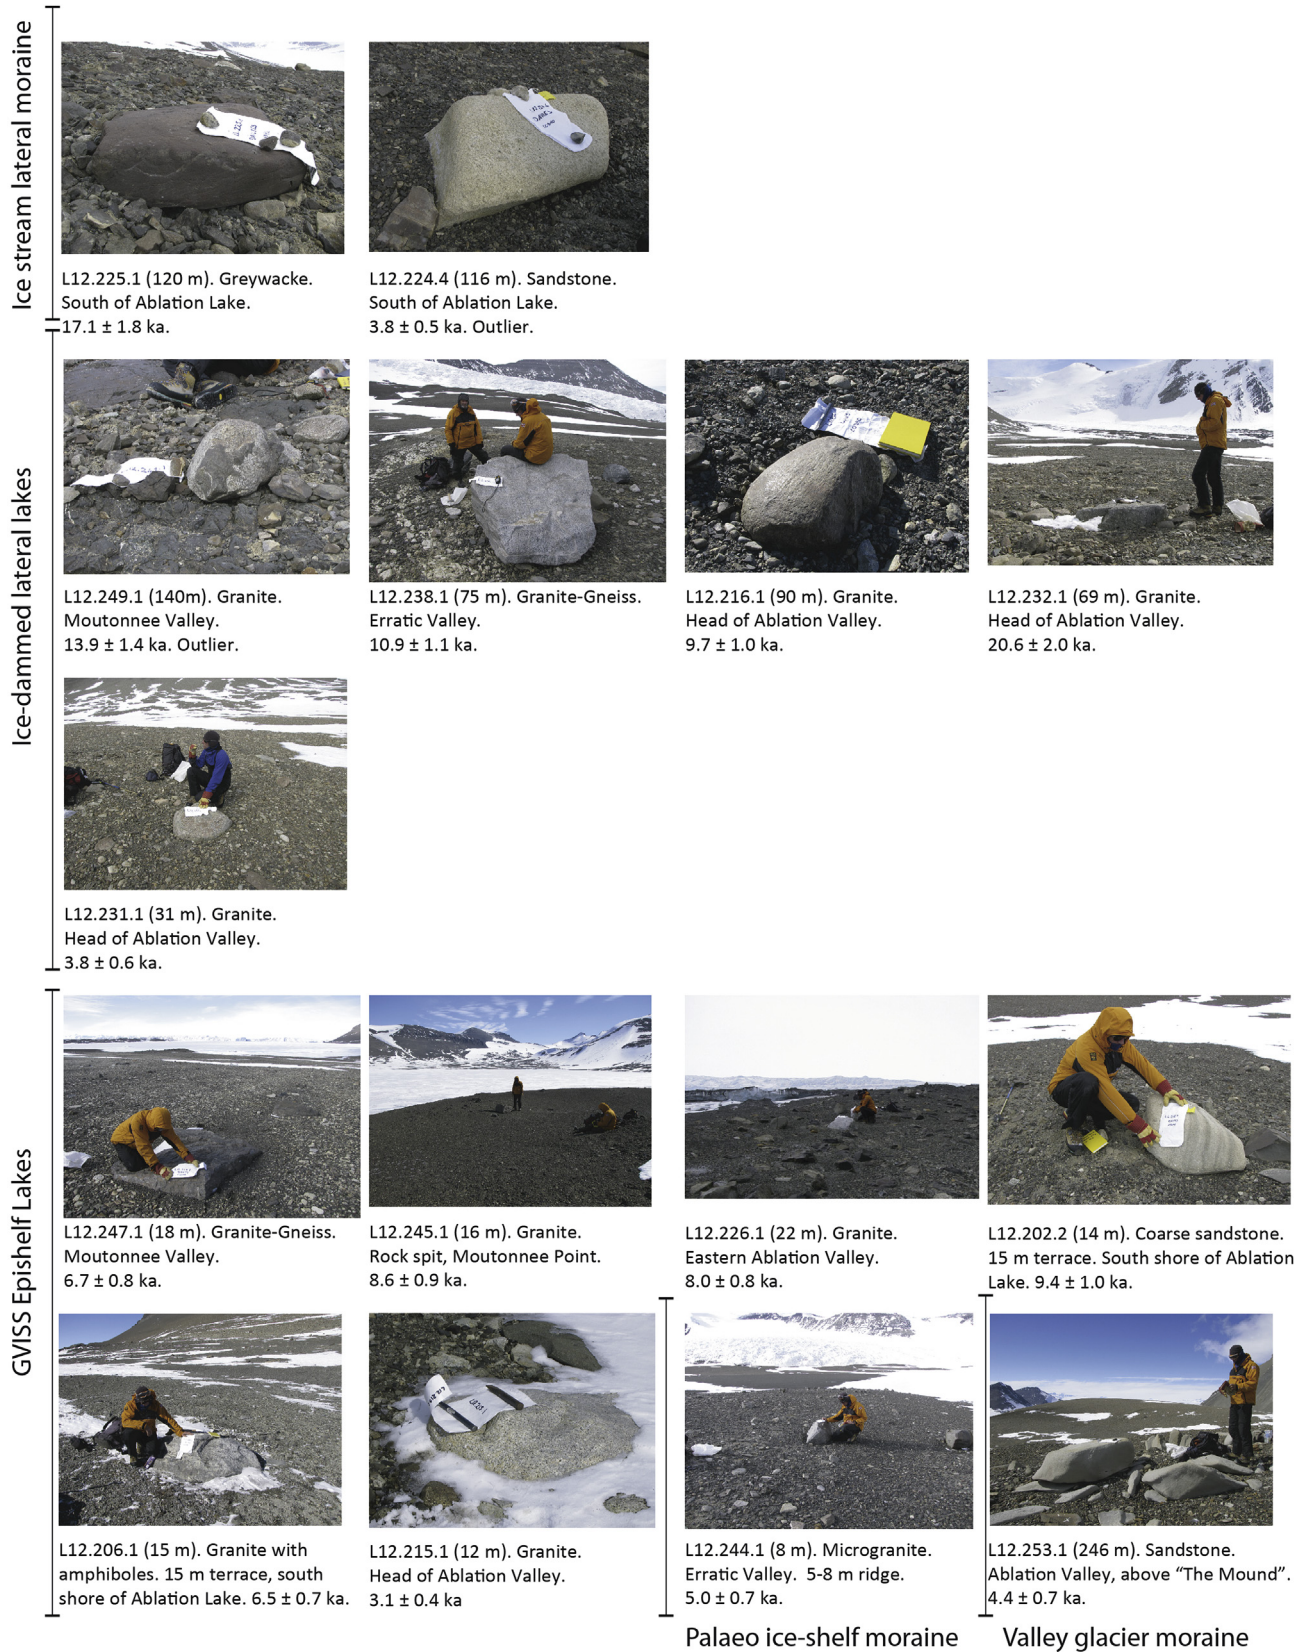 Ice stream lateral moraine
L12.225.1 (120 m). Greywacke.
South of Ablation Lake.
17.1 ± 1.8 ka.
L12.224.4 (116 m). Sandstone.
South of Ablation Lake.
3.8 ± 0.5 ka. Outlier.
Ice-dammed lateral lakes
L12.249.1 (140m). Granite.
Moutonnee Valley.
13.9 ± 1.4 ka. Outlier.
L12.238.1 (75 m). Granite-Gneiss.
Erratic Valley.
10.9 ± 1.1 ka.
L12.216.1 (90 m). Granite.
Head of Ablation Valley.
9.7 ± 1.0 ka.
L12.232.1 (69 m). Granite.
Head of Ablation Valley.
20.6 ± 2.0 ka.
L12.231.1 (31 m). Granite.
Head of Ablation Valley.
3.8 ± 0.6 ka.
GVISS Epishelf Lakes
L12.247.1 (18 m). Granite-Gneiss.
Moutonnee Valley.
6.7 ± 0.8 ka.
L12.245.1 (16 m). Granite.
Rock spit, Moutonnee Point.
8.6 ± 0.9 ka.
L12.226.1 (22 m). Granite.
Eastern Ablation Valley.
8.0 ± 0.8 ka.
L12.202.2 (14 m). Coarse sandstone.
15 m terrace. South shore of Ablation
Lake. 9.4 ± 1.0 ka.
L12.206.1 (15 m). Granite with
amphiboles. 15 m terrace, south
shore of Ablation Lake. 6.5 ± 0.7 ka.
L12.215.1 (12 m). Granite.
Head of Ablation Valley.
3.1 ± 0.4 ka
L12.244.1 (8 m). Microgranite.
Erratic Valley. 5-8 m ridge.
5.0 ± 0.7 ka.
Palaeo ice-shelf moraine
L12.253.1 (246 m). Sandstone.
Ablation Valley, above “The Mound”.
4.4 ± 0.7 ka.
Valley glacier moraine